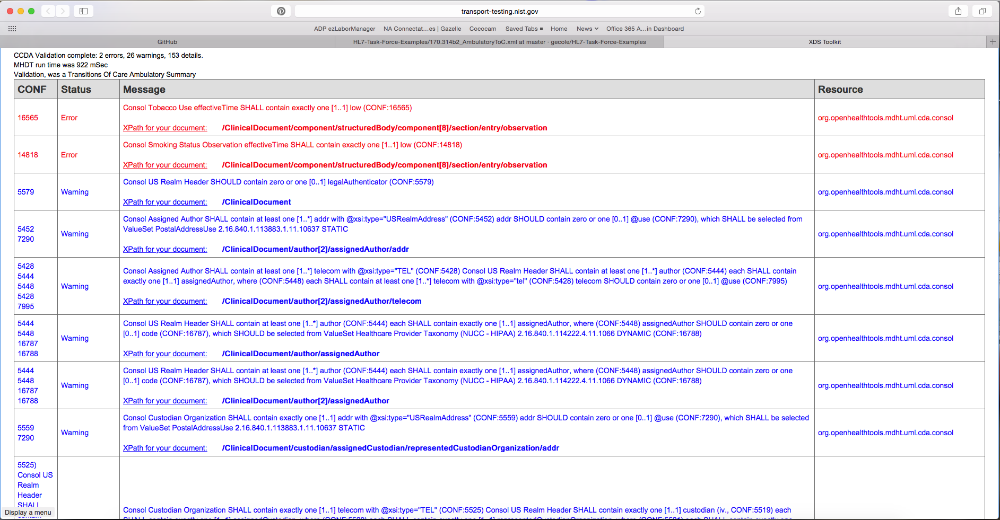 transport-testing.nist.gov
ADP ezLaborManager NA Connectat...es | Gazelle Cococam Saved Tabs Home News Office 365 A...in Dashboard
GitHub HL7-Task-Force-Examples/170.314b2_AmbulatoryToC.xml at master · gecole/HL7-Task-Force-Examples XDS Toolkit
CCDA Validation complete: 2 errors, 26 warnings, 153 details.
MHDT run time was 922 mSec
Validation, was a Transitions Of Care Ambulatory Summary
CONF Status Message Resource
16565 Error
Consol Tobacco Use effectiveTime SHALL contain exactly one [1..1] low (CONF:16565)
XPath for your document: /ClinicalDocument/component/structuredBody/component[8]/section/entry/observation
org.openhealthtools.mdht.uml.cda.consol
14818 Error
Consol Smoking Status Observation effectiveTime SHALL contain exactly one [1..1] low (CONF:14818)
XPath for your document: /ClinicalDocument/component/structuredBody/component[8]/section/entry/observation
org.openhealthtools.mdht.uml.cda.consol
5579 Warning
Consol US Realm Header SHOULD contain zero or one [0..1] legalAuthenticator (CONF:5579)
XPath for your document: /ClinicalDocument
org.openhealthtools.mdht.uml.cda.consol
5452
7290
Warning
Consol Assigned Author SHALL contain at least one [1..*] addr with @xsi:type="USRealmAddress" (CONF:5452) addr SHOULD contain zero or one [0..1] @use (CONF:7290), which SHALL be selected from
ValueSet PostalAddressUse 2.16.840.1.113883.1.11.10637 STATIC
XPath for your document: /ClinicalDocument/author[2]/assignedAuthor/addr
org.openhealthtools.mdht.uml.cda.consol
5428
5444
5448
5428
7995
Warning
Consol Assigned Author SHALL contain at least one [1..*] telecom with @xsi:type="TEL" (CONF:5428) Consol US Realm Header SHALL contain at least one [1..*] author (CONF:5444) each SHALL contain
exactly one [1..1] assignedAuthor, where (CONF:5448) each SHALL contain at least one [1..*] telecom with @xsi:type="tel" (CONF:5428) telecom SHOULD contain zero or one [0..1] @use (CONF:7995)
XPath for your document: /ClinicalDocument/author[2]/assignedAuthor/telecom
org.openhealthtools.mdht.uml.cda.consol
5444
5448
16787
16788
Warning
Consol US Realm Header SHALL contain at least one [1..*] author (CONF:5444) each SHALL contain exactly one [1..1] assignedAuthor, where (CONF:5448) assignedAuthor SHOULD contain zero or one
[0..1] code (CONF:16787), which SHOULD be selected from ValueSet Healthcare Provider Taxonomy (NUCC - HIPAA) 2.16.840.1.114222.4.11.1066 DYNAMIC (CONF:16788)
XPath for your document: /ClinicalDocument/author/assignedAuthor
org.openhealthtools.mdht.uml.cda.consol
5444
5448
16787
16788
Warning
Consol US Realm Header SHALL contain at least one [1..*] author (CONF:5444) each SHALL contain exactly one [1..1] assignedAuthor, where (CONF:5448) assignedAuthor SHOULD contain zero or one
[0..1] code (CONF:16787), which SHOULD be selected from ValueSet Healthcare Provider Taxonomy (NUCC - HIPAA) 2.16.840.1.114222.4.11.1066 DYNAMIC (CONF:16788)
XPath for your document: /ClinicalDocument/author[2]/assignedAuthor
org.openhealthtools.mdht.uml.cda.consol
5559
7290
Warning
Consol Custodian Organization SHALL contain exactly one [1..1] addr with @xsi:type="USRealmAddress" (CONF:5559) addr SHOULD contain zero or one [0..1] @use (CONF:7290), which SHALL be selected
from ValueSet PostalAddressUse 2.16.840.1.113883.1.11.10637 STATIC
XPath for your document: /ClinicalDocument/custodian/assignedCustodian/representedCustodianOrganization/addr
org.openhealthtools.mdht.uml.cda.consol
5525)
Consol US
Realm
Header
SHALL
Consol Custodian Organization SHALL contain exactly one [1..1] telecom with @xsi:type="TEL" (CONF:5525) Consol US Realm Header SHALL contain exactly one [1..1] custodian (iv., CONF:5519) each
Display a menu